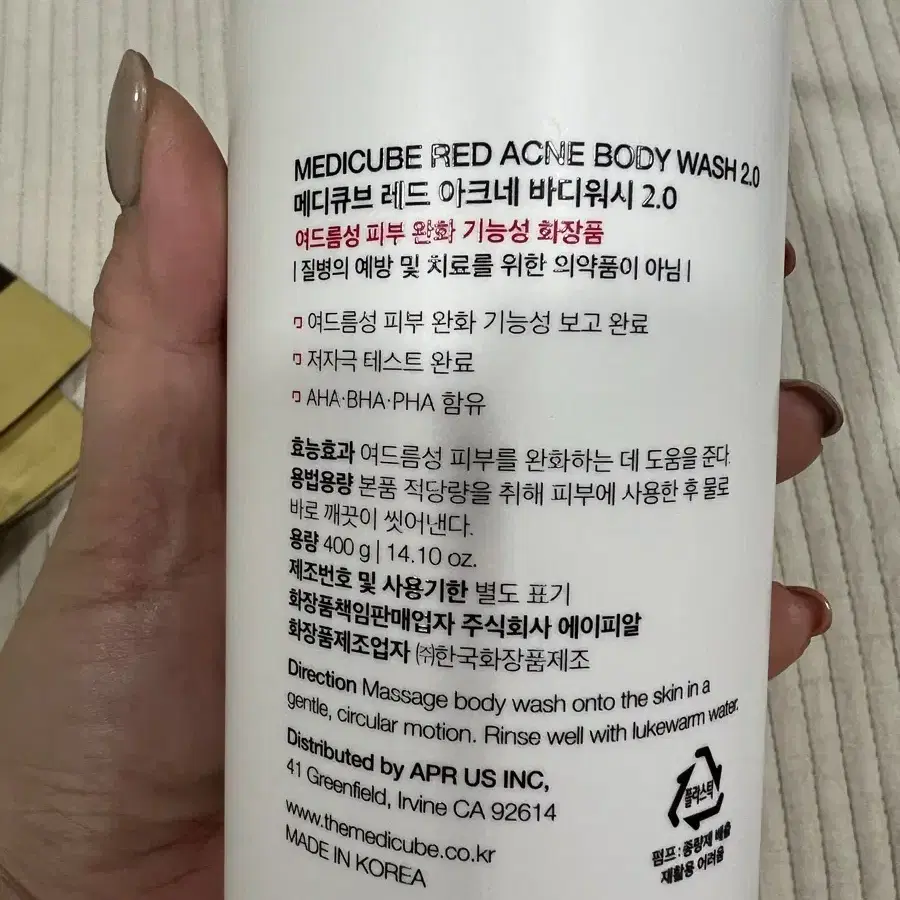 MEDICUBE RED ACNE BODY WASH 2.0
메디큐브 레드 아크네 바디워시 2.0
여드름성 피부 완화 기능성 화장품
| 질병의 예방 및 치료를 위한 의약품이 아님 |
여드름성 피부 완화 기능성 보고 완료
저자극 테스트 완료
AHA·BHA·PHA 함유
효능효과 여드름성 피부를 완화하는 데 도움을 준다.
용법용량 본품 적당량을 취해 피부에 사용한 후 물로
바로 깨끗이 씻어낸다.
용량 400 g | 14.10 oz.
제조번호 및 사용기한 별도 표기
화장품책임판매업자 주식회사 에이피알
화장품제조업자 ㈜한국화장품제조
Direction Massage body wash onto the skin in a
gentle, circular motion. Rinse well with lukewarm water.
Distributed by APR US INC,
41 Greenfield, Irvine CA 92614
www.themedicube.co.kr
MADE IN KOREA
플라스틱
펌프 : 종량제 배출
재활용 어려움